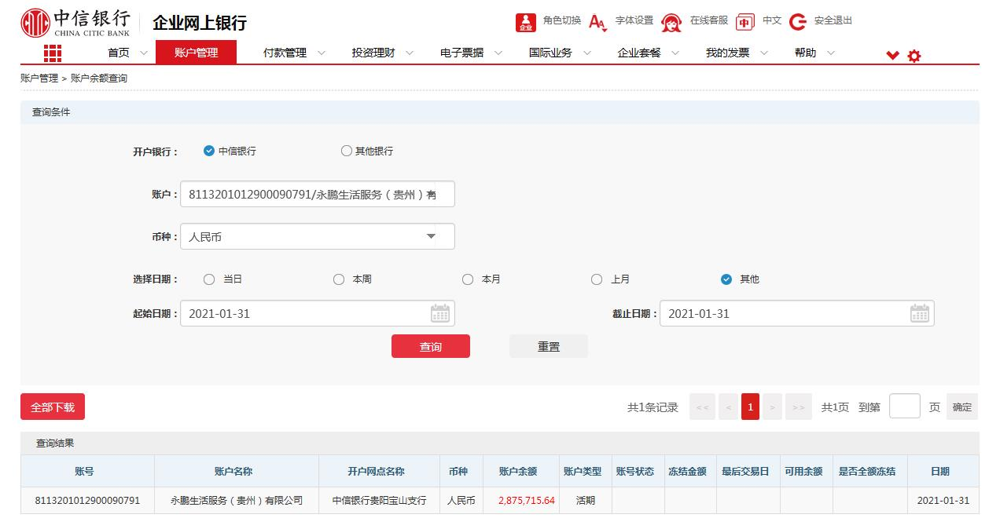 中信银行 企业网上银行 企业 角色切换 字体设置 在线客服 中 中文 安全退出
CHINA CITIC BANK
首页 账户管理 付款管理 投资理财 电子票据 国际业务 企业套餐 我的发票 帮助
账户管理 > 账户余额查询
查询条件
开户银行： 中信银行 其他银行
账户： 8113201012900090791/永鹏生活服务（贵州）有
币种： 人民币
选择日期： 当日 本周 本月 上月 其他
起始日期： 2021-01-31 截止日期： 2021-01-31
查询 重置
全部下载 共1条记录 << < 1 > >> 共1页 到第 页 确定
查询结果
账号 账户名称 开户网点名称 币种 账户余额 账户类型 账号状态 冻结金额 最后交易日 可用余额 是否全额冻结 日期
8113201012900090791 永鹏生活服务（贵州）有限公司 中信银行贵阳宝山支行 人民币 2,875,715.64 活期 2021-01-31